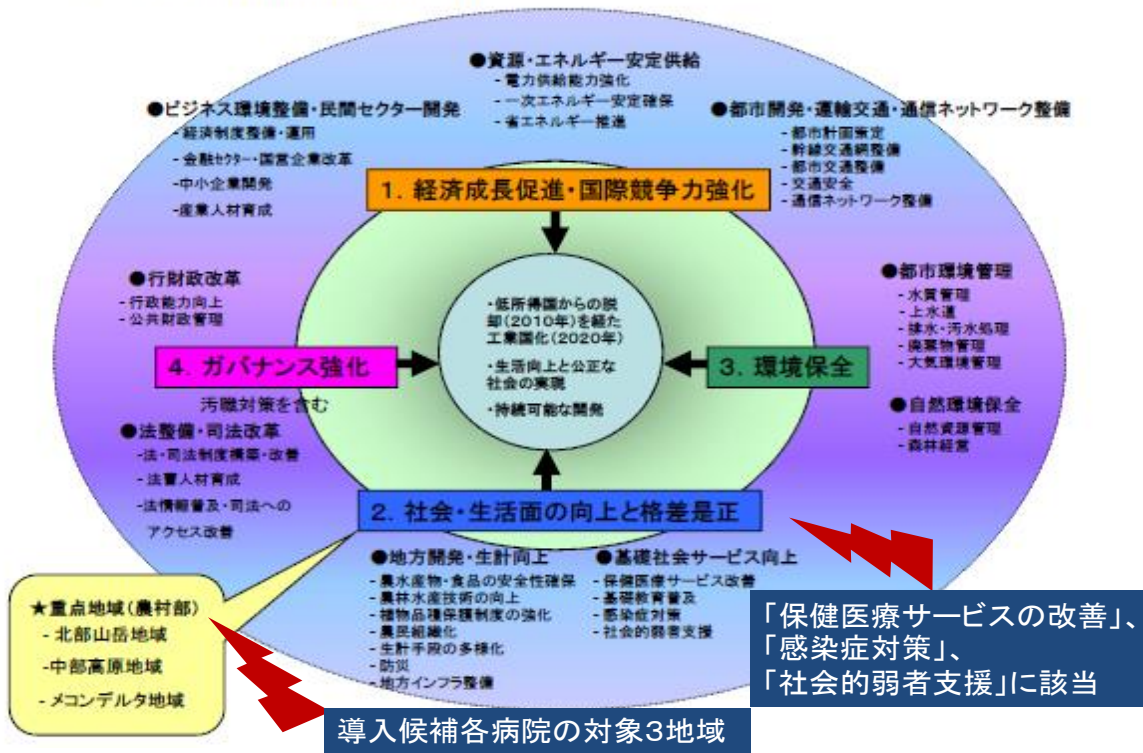 ●資源・エネルギー安定供給
- 電力供給能力強化
- 一次エネルギー安定確保
- 省エネルギー推進
●ビジネス環境整備・民間セクター開発
- 経済制度整備・運用
- 金融セクター・国営企業改革
-中小企業開発
-産業人材育成
●都市開発・運輸交通・通信ネットワーク整備
- 都市計画策定
- 幹線交通網整備
- 都市交通整備
- 交通安全
- 通信ネットワーク整備
1. 経済成長促進・国際競争力強化
●行財政改革
- 行政能力向上
- 公共財政管理
・低所得国からの脱
却(2010年)を経た
工業国化(2020年)
・生活向上と公正な
社会の実現
・持続可能な開発
●都市環境管理
- 水質管理
- 上水道
- 排水・汚水処理
- 廃棄物管理
- 大気環境管理
4. ガバナンス強化
汚職対策を含む
3. 環境保全
●法整備・司法改革
-法・司法制度構築・改善
-法曹人材育成
-法情報普及・司法への
アクセス改善
●自然環境保全
- 自然資源管理
- 森林経営
2. 社会・生活面の向上と格差是正
●地方開発・生計向上
- 農水産物・食品の安全性確保
- 農林水産技術の向上
- 植物品種保護制度の強化
- 農民組織化
- 生計手段の多様化
- 防災
- 地方インフラ整備
●基礎社会サービス向上
- 保健医療サービス改善
- 基礎教育普及
- 感染症対策
- 社会的弱者支援
★重点地域(農村部)
- 北部山岳地域
-中部高原地域
- メコンデルタ地域
「保健医療サービスの改善」、
「感染症対策」、
「社会的弱者支援」に該当
導入候補各病院の対象3地域